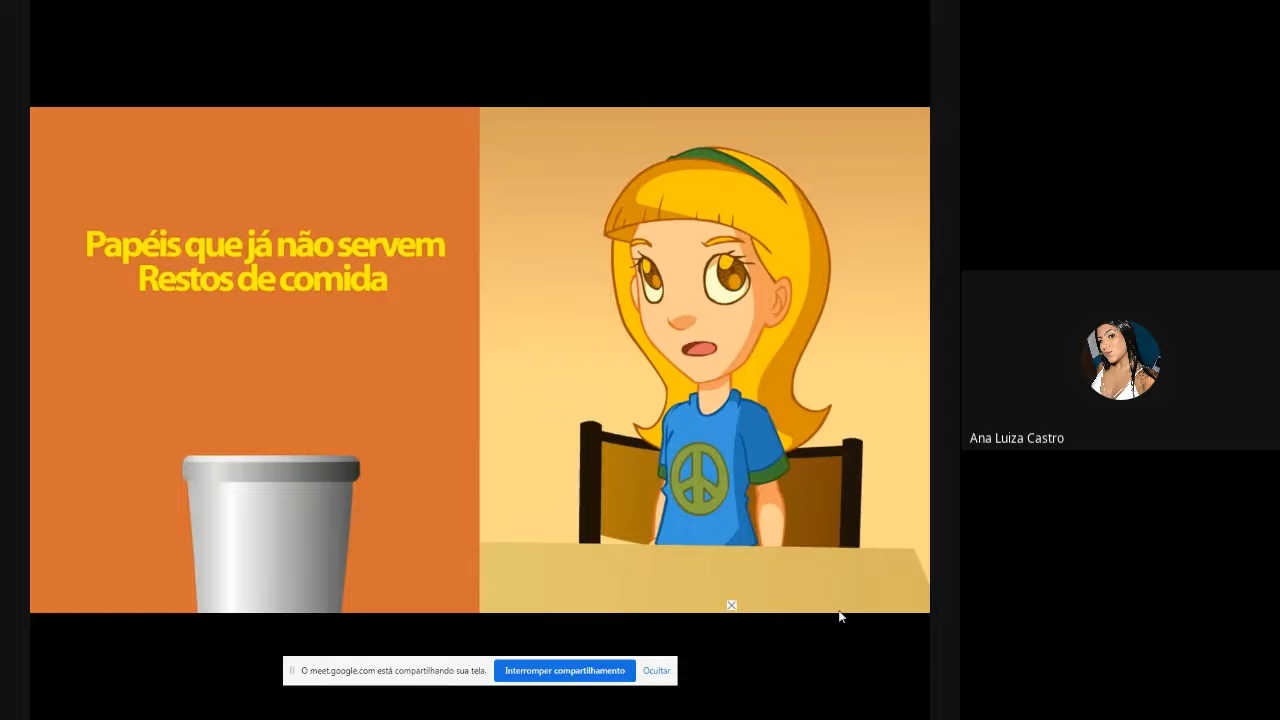 Papéis que já não servem
Restos de comida
Ana Luiza Castro
O meet.google.com está compartilhando sua tela.
Interromper compartilhamento
Ocultar